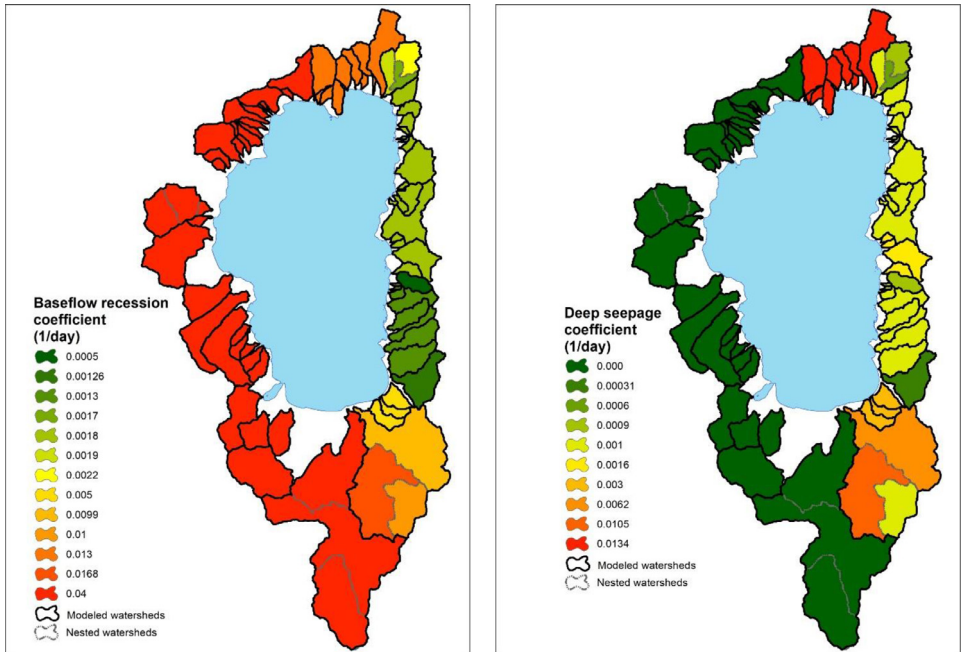 Baseflow recession
coefficient
(1/day)
0.0005
0.00126
0.0013
0.0017
0.0018
0.0019
0.0022
0.005
0.0099
0.01
0.013
0.0168
0.04
Modeled watersheds
Nested watersheds
Deep seepage
coefficient
(1/day)
0.000
0.00031
0.0006
0.0009
0.001
0.0016
0.003
0.0062
0.0105
0.0134
Modeled watersheds
Nested watersheds